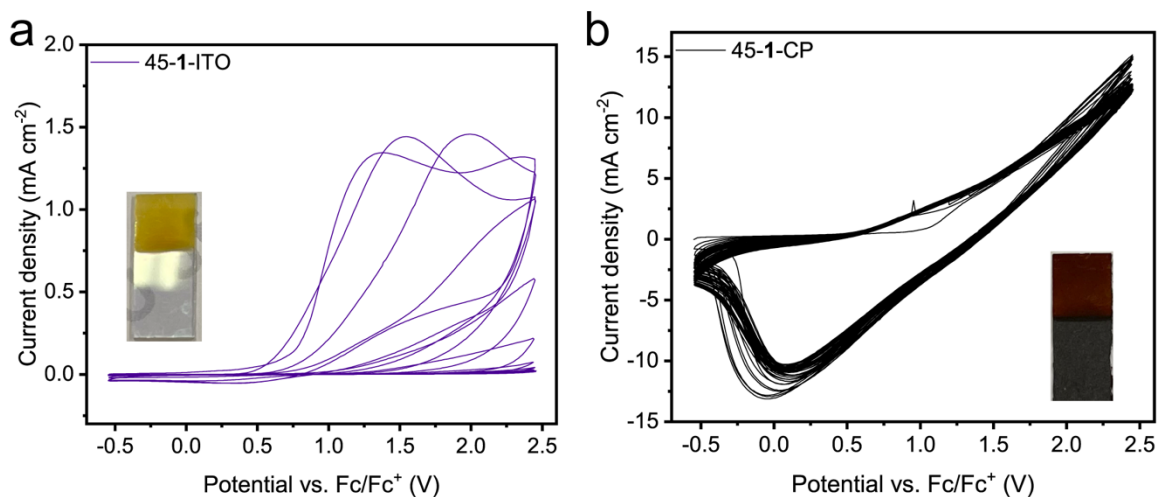 a
45-1-ITO
2.0
1.5
1.0
0.5
0.0
Current density (mA cm⁻²)
-0.5 0.0 0.5 1.0 1.5 2.0 2.5
Potential vs. Fc/Fc⁺ (V)
b
45-1-CP
15
10
5
0
-5
-10
-15
Current density (mA cm⁻²)
-0.5 0.0 0.5 1.0 1.5 2.0 2.5
Potential vs. Fc/Fc⁺ (V)